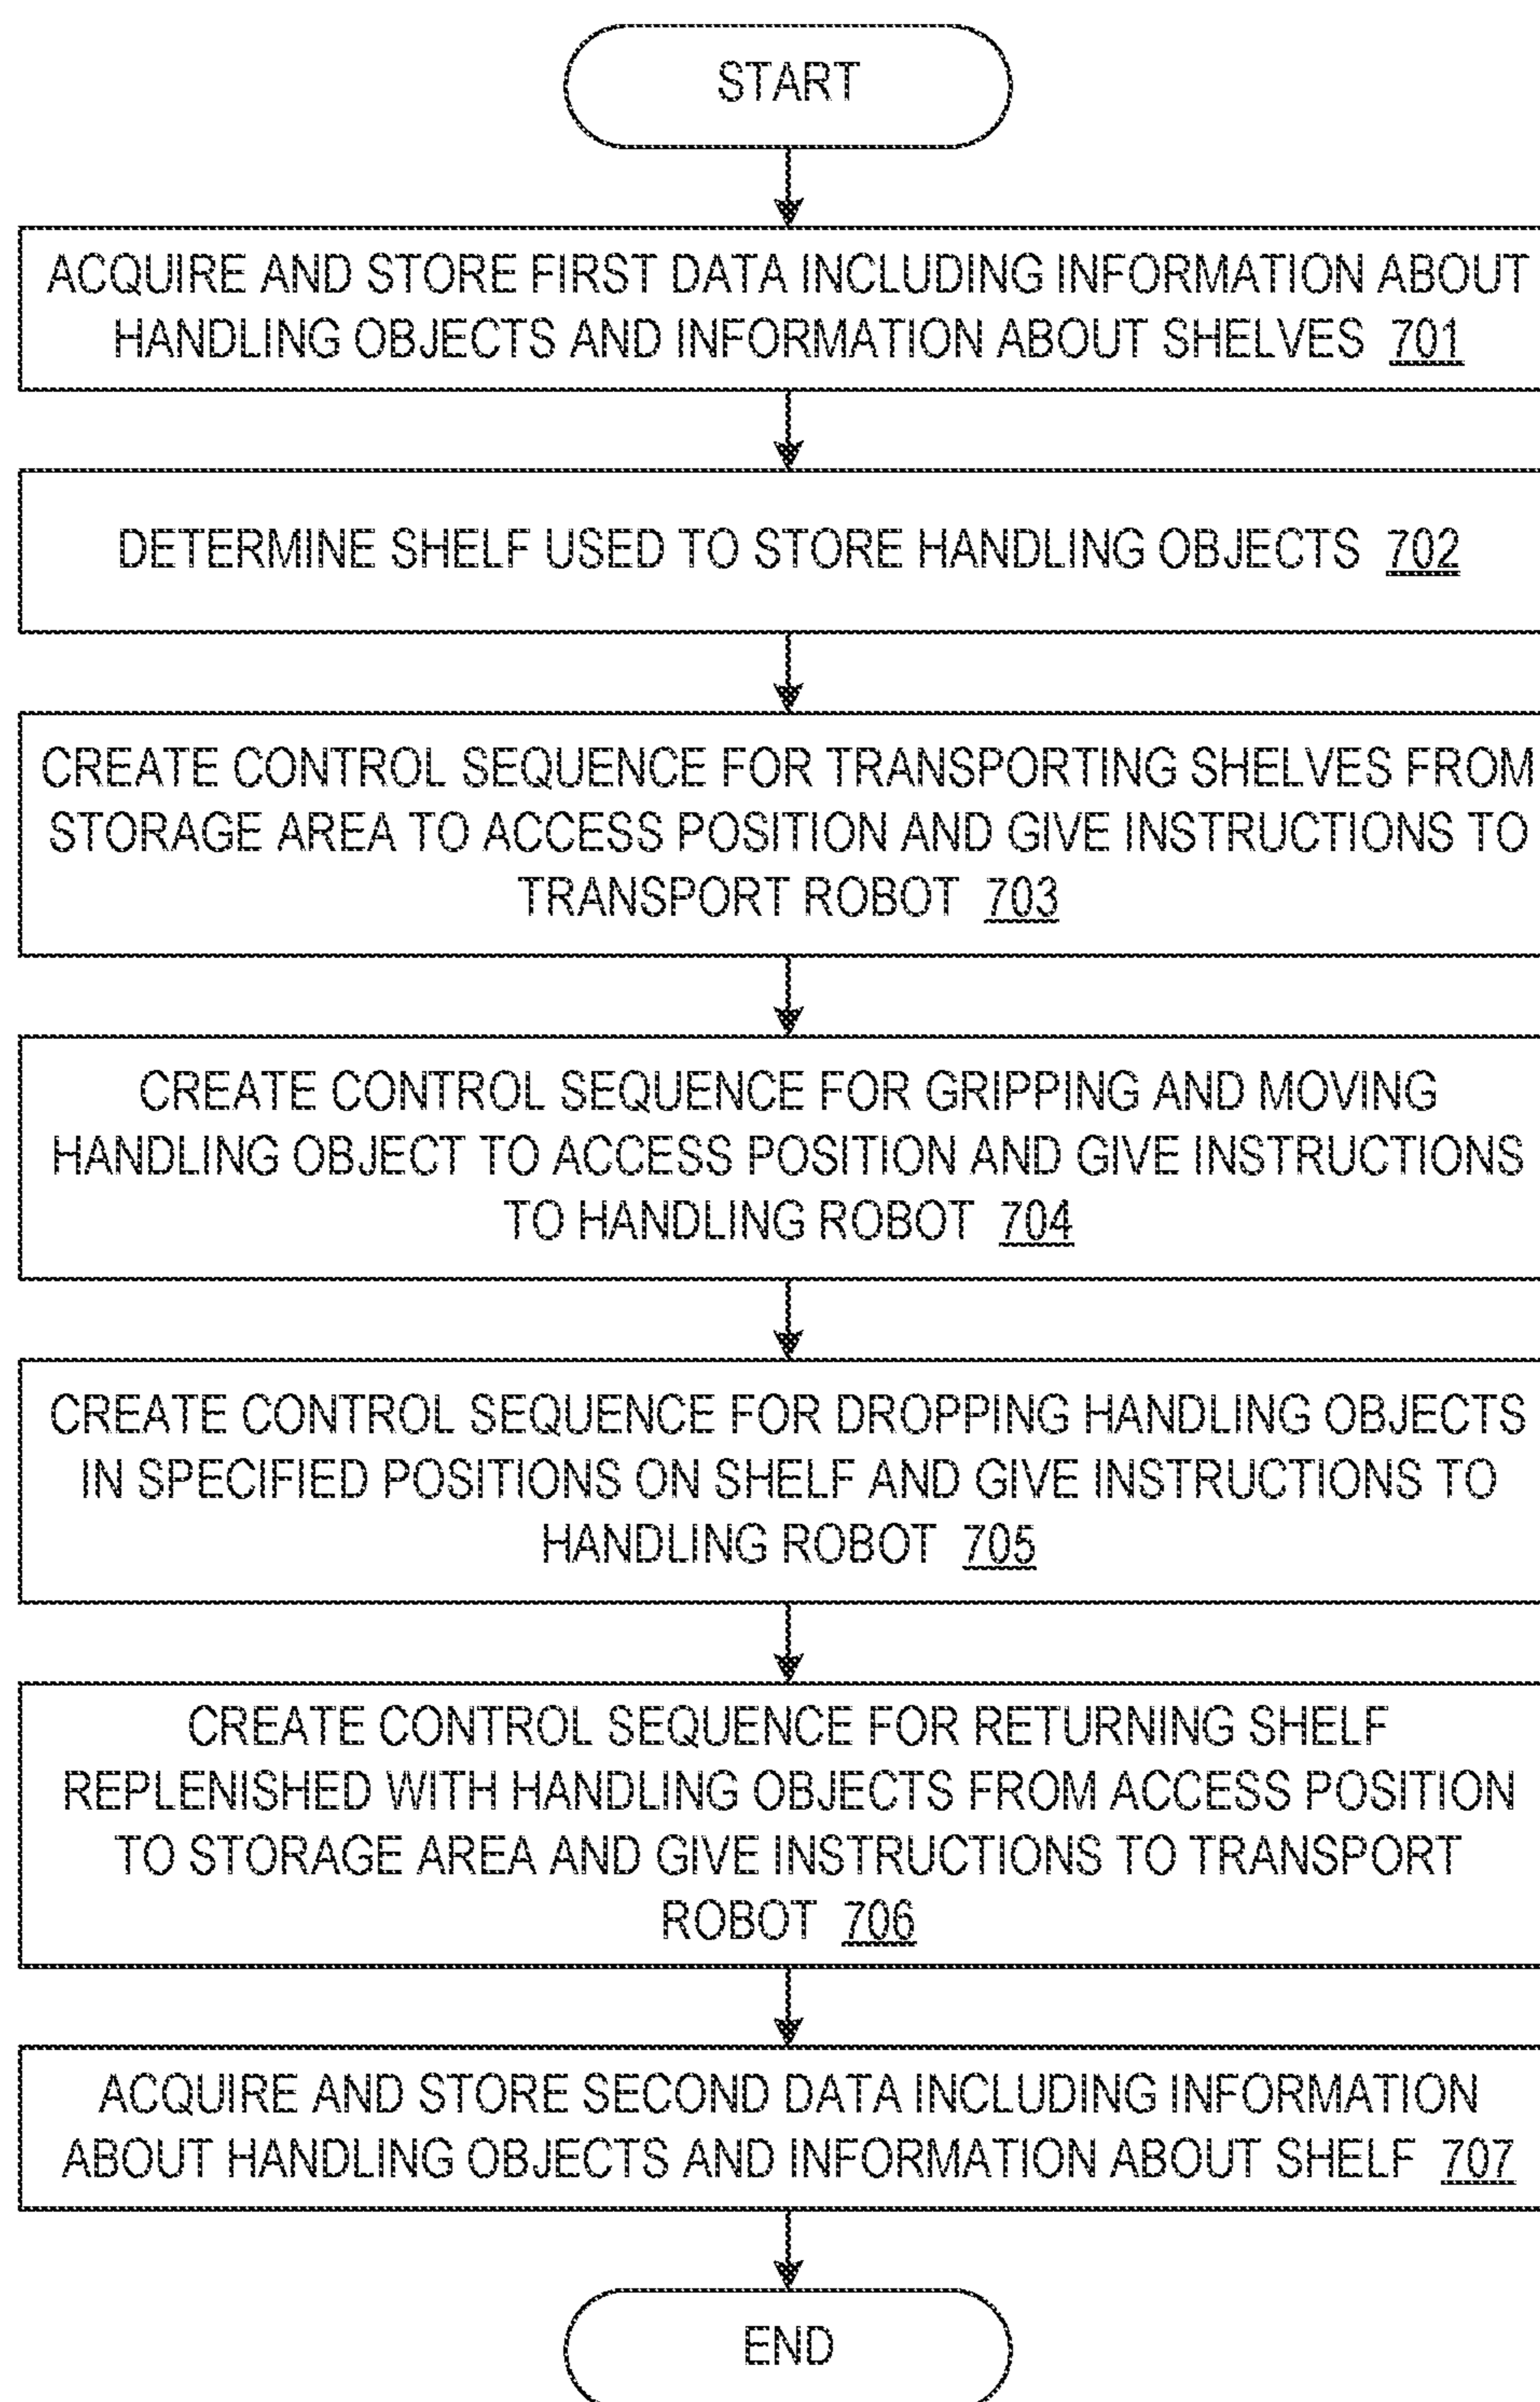 START
ACQUIRE AND STORE FIRST DATA INCLUDING INFORMATION ABOUT
HANDLING OBJECTS AND INFORMATION ABOUT SHELVES 701
DETERMINE SHELF USED TO STORE HANDLING OBJECTS 702
CREATE CONTROL SEQUENCE FOR TRANSPORTING SHELVES FROM
STORAGE AREA TO ACCESS POSITION AND GIVE INSTRUCTIONS TO
TRANSPORT ROBOT 703
CREATE CONTROL SEQUENCE FOR GRIPPING AND MOVING
HANDLING OBJECT TO ACCESS POSITION AND GIVE INSTRUCTIONS
TO HANDLING ROBOT 704
CREATE CONTROL SEQUENCE FOR DROPPING HANDLING OBJECTS
IN SPECIFIED POSITIONS ON SHELF AND GIVE INSTRUCTIONS TO
HANDLING ROBOT 705
CREATE CONTROL SEQUENCE FOR RETURNING SHELF
REPLENISHED WITH HANDLING OBJECTS FROM ACCESS POSITION
TO STORAGE AREA AND GIVE INSTRUCTIONS TO TRANSPORT
ROBOT 706
ACQUIRE AND STORE SECOND DATA INCLUDING INFORMATION
ABOUT HANDLING OBJECTS AND INFORMATION ABOUT SHELF 707
END